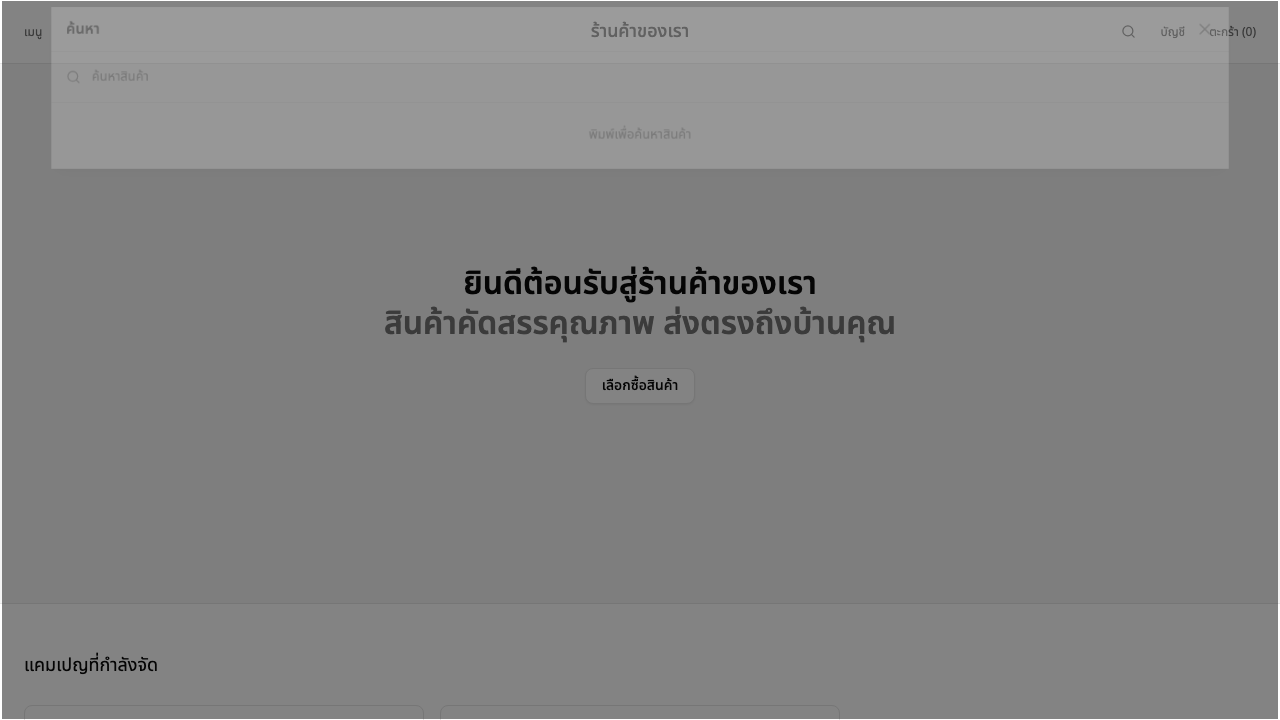 เมนู
ค้นหา
ร้านค้าของเรา
บัญชี
ตะกร้า (0)
ค้นหาสินค้า
พิมพ์เพื่อค้นหาสินค้า
ยินดีต้อนรับสู่ร้านค้าของเรา
สินค้าคัดสรรคุณภาพ ส่งตรงถึงบ้านคุณ
เลือกซื้อสินค้า
แคมเปญที่กำลังจัด